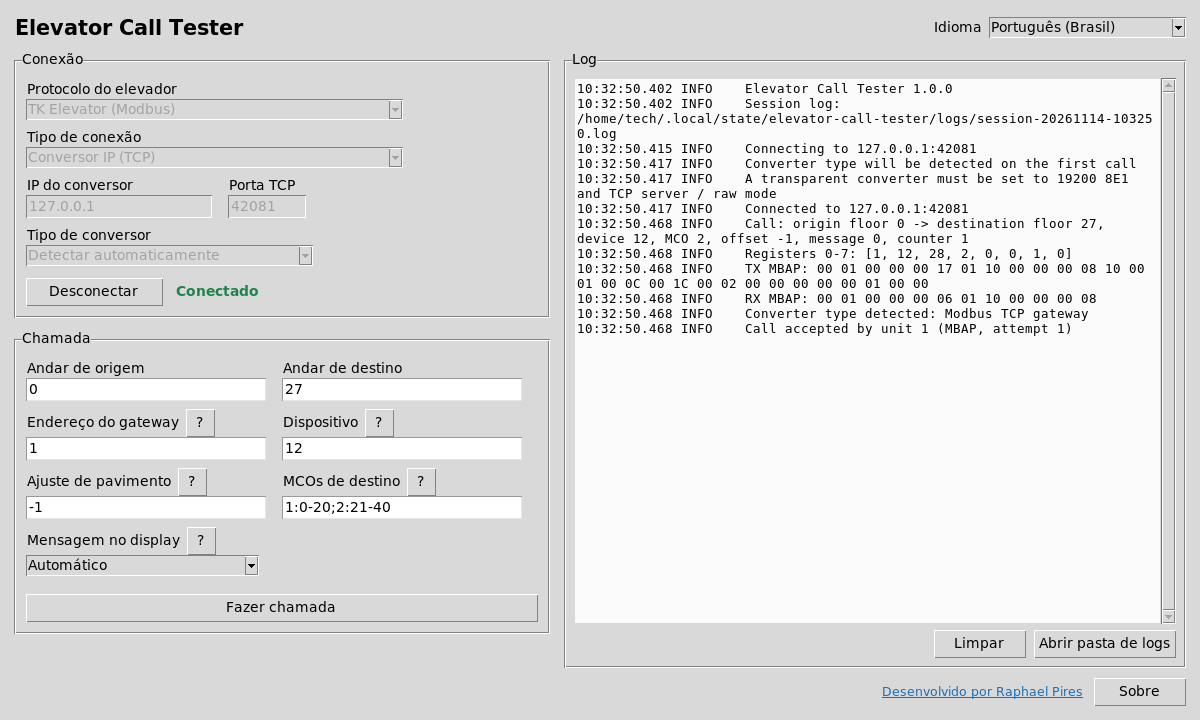 Elevator Call Tester
Idioma Português (Brasil)
Conexão
Protocolo do elevador
TK Elevator (Modbus)
Tipo de conexão
Conversor IP (TCP)
IP do conversor Porta TCP
127.0.0.1 42081
Tipo de conversor
Detectar automaticamente
Desconectar Conectado
Chamada
Andar de origem Andar de destino
0 27
Endereço do gateway ? Dispositivo ?
1 12
Ajuste de pavimento ? MCOs de destino ?
-1 1:0-20;2:21-40
Mensagem no display ?
Automático
Fazer chamada
Log
10:32:50.402 INFO    Elevator Call Tester 1.0.0
10:32:50.402 INFO    Session log:
/home/tech/.local/state/elevator-call-tester/logs/session-20261114-10325
0.log
10:32:50.415 INFO    Connecting to 127.0.0.1:42081
10:32:50.417 INFO    Converter type will be detected on the first call
10:32:50.417 INFO    A transparent converter must be set to 19200 8E1
and TCP server / raw mode
10:32:50.417 INFO    Connected to 127.0.0.1:42081
10:32:50.468 INFO    Call: origin floor 0 -> destination floor 27,
device 12, MCO 2, offset -1, message 0, counter 1
10:32:50.468 INFO    Registers 0-7: [1, 12, 28, 2, 0, 0, 1, 0]
10:32:50.468 INFO    TX MBAP: 00 01 00 00 00 17 01 10 00 00 00 08 10 00
01 00 0C 00 1C 00 02 00 00 00 00 00 01 00 00
10:32:50.468 INFO    RX MBAP: 00 01 00 00 00 06 01 10 00 00 00 08
10:32:50.468 INFO    Converter type detected: Modbus TCP gateway
10:32:50.468 INFO    Call accepted by unit 1 (MBAP, attempt 1)
Limpar Abrir pasta de logs
Desenvolvido por Raphael Pires Sobre